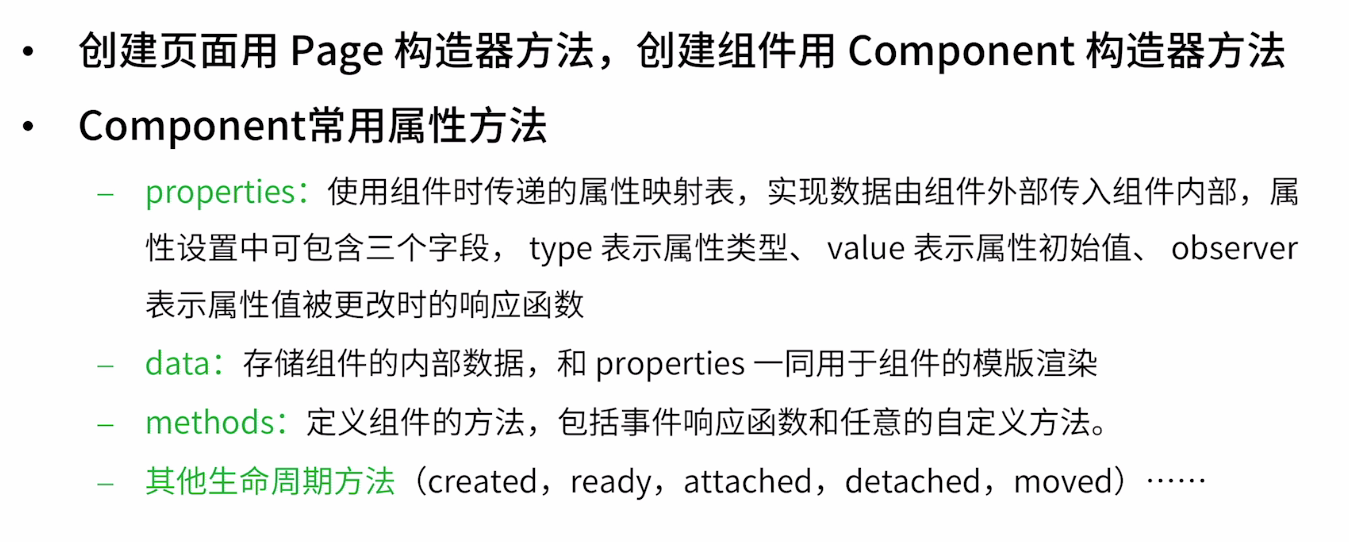 • 创建页面用 Page 构造器方法，创建组件用 Component 构造器方法
• Component常用属性方法
– properties：使用组件时传递的属性映射表，实现数据由组件外部传入组件内部，属
性设置中可包含三个字段， type 表示属性类型、 value 表示属性初始值、 observer
表示属性值被更改时的响应函数
– data：存储组件的内部数据，和 properties 一同用于组件的模版渲染
– methods：定义组件的方法，包括事件响应函数和任意的自定义方法。
– 其他生命周期方法（created，ready，attached，detached，moved）……